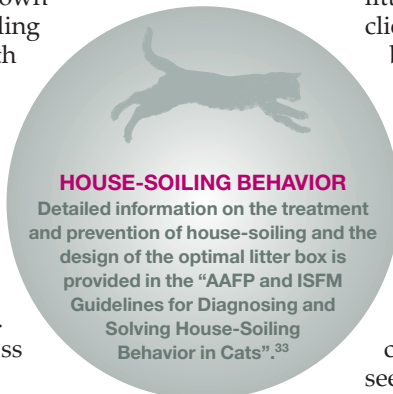 HOUSE-SOILING BEHAVIOR
Detailed information on the treatment
and prevention of house-soiling and the
design of the optimal litter box is
provided in the “AAFP and ISFM
Guidelines for Diagnosing and
Solving House-Soiling
Behavior in Cats”.33